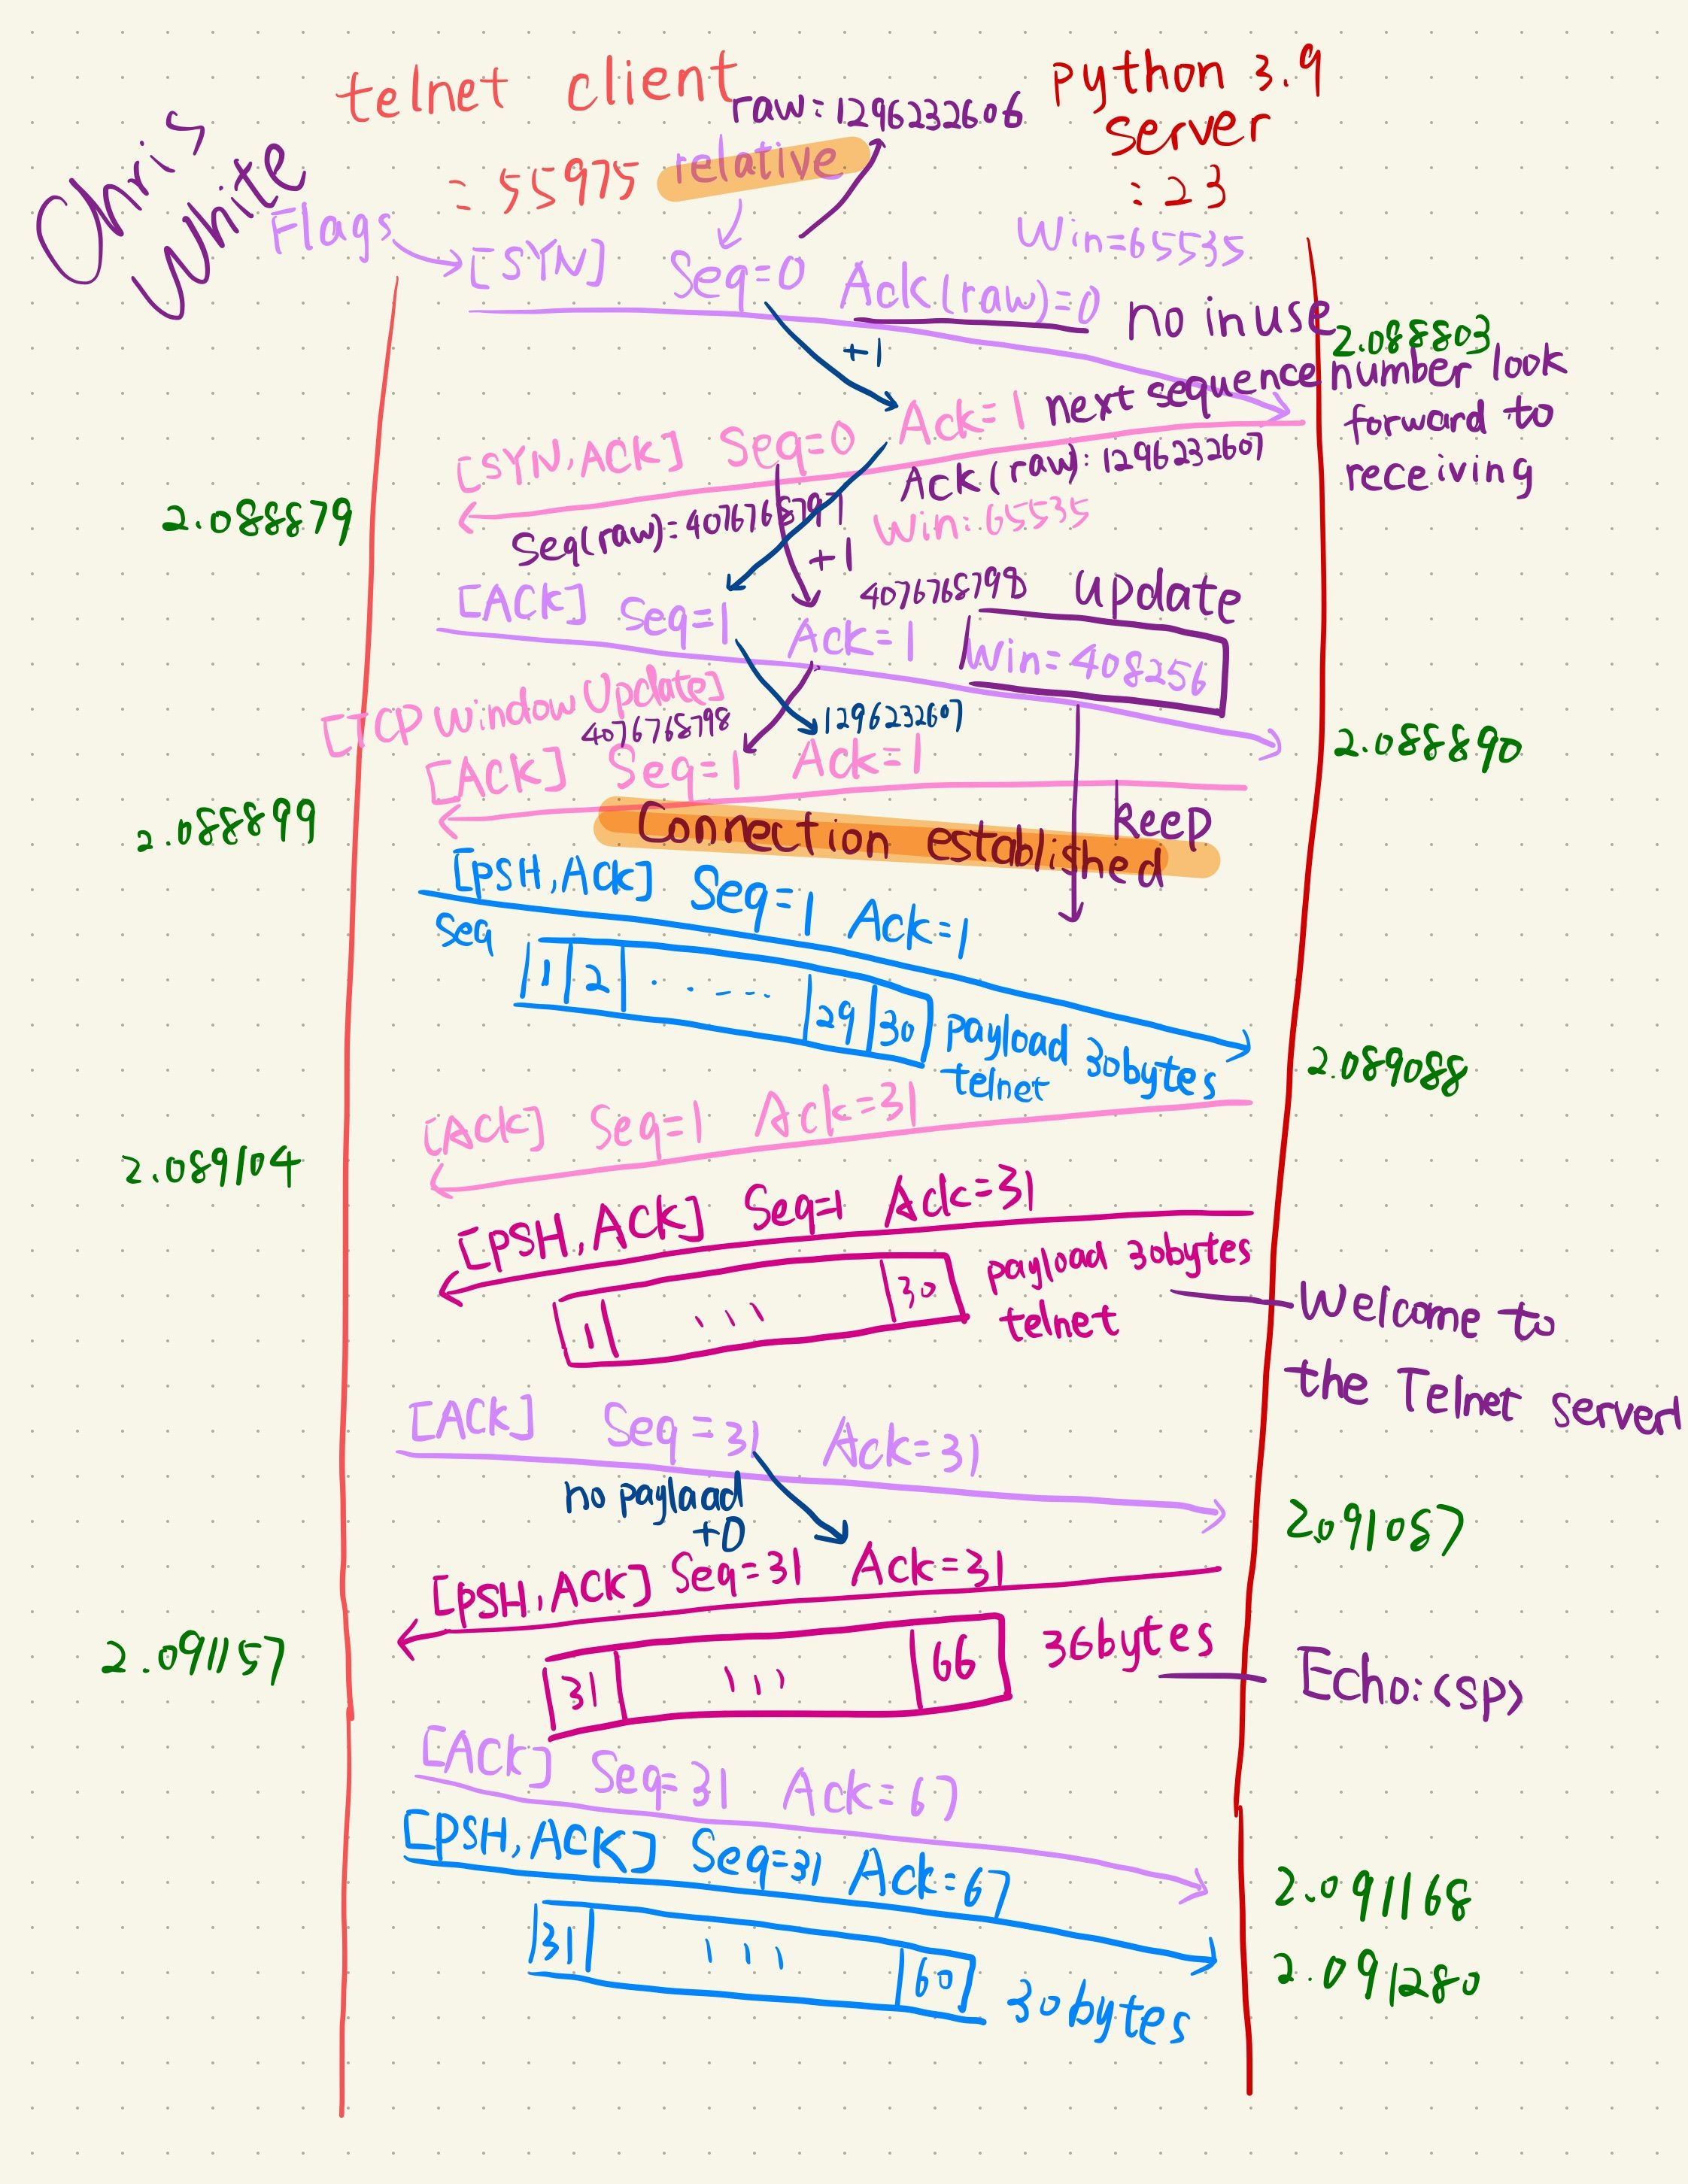 Chris
White
telnet client
: 55975
python 3.9
server
: 23
raw: 1296232606
relative
Flags
[SYN] Seq=0 Ack(raw)=0
Win=65535
no in use
2.088803
+1
[SYN, ACK] Seq=0 Ack=1
next sequence number look
forward to
receiving
Ack(raw): 1296232607
Seq(raw): 4076768797
Win: 65535
2.088879
+1
4076768798
update
[ACK] Seq=1 Ack=1 Win=408256
2.088890
[TCP Window Update]
4076768798
1296232607
[ACK] Seq=1 Ack=1
2.088899
keep
Connection established
[PSH, ACK] Seq=1 Ack=1
Seq
1 2 ..---.. 29 30
payload 30bytes
telnet
2.089088
[ACK] Seq=1 Ack=31
2.089104
[PSH, ACK] Seq=1 Ack=31
1 ... 30
payload 30bytes
telnet
Welcome to
the Telnet server!
[ACK] Seq=31 Ack=31
no paylaad
+0
2.091087
[PSH, ACK] Seq=31 Ack=31
2.091157
31 ... 66
36bytes
Echo:<sp>
[ACK] Seq=31 Ack=67
2.091168
[PSH, ACK] Seq=31 Ack=67
2.091280
31 ... 60
30bytes